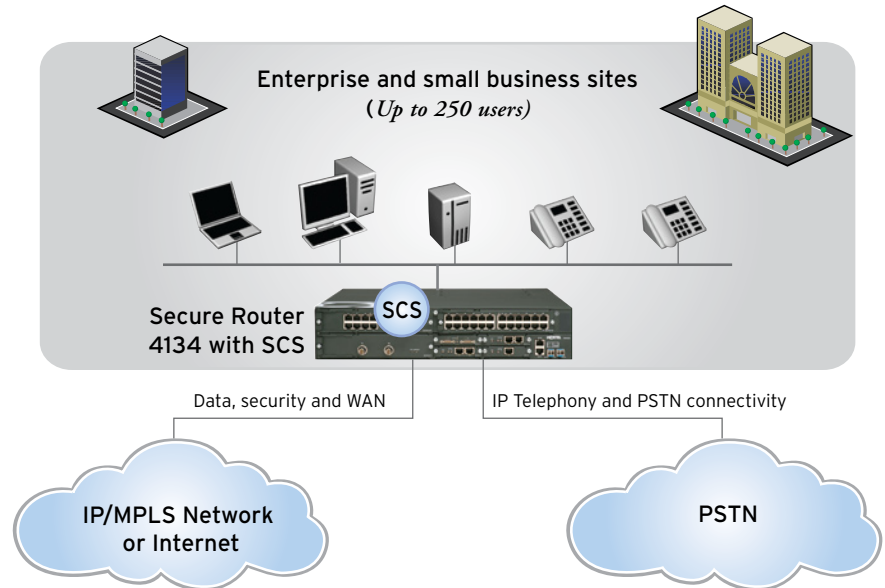 Enterprise and small business sites
(Up to 250 users)
SCS
Secure Router
4134 with SCS
Data, security and WAN
IP Telephony and PSTN connectivity
IP/MPLS Network
or Internet
PSTN